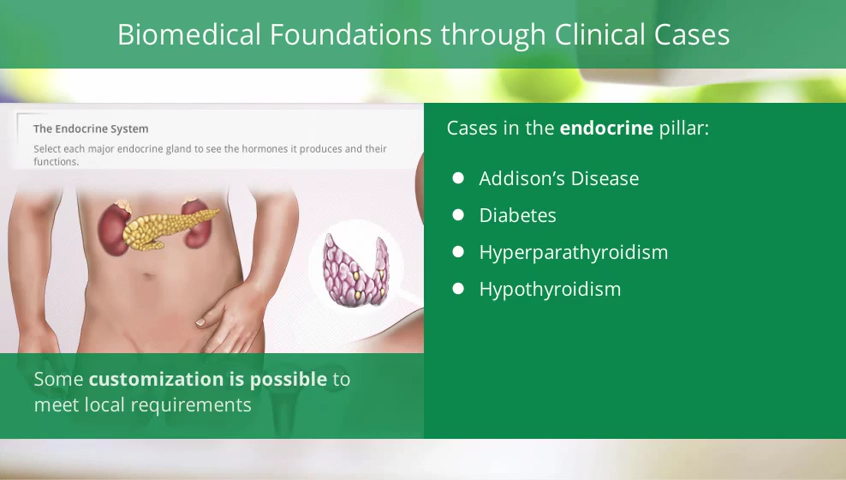 Biomedical Foundations through Clinical Cases
The Endocrine System
Select each major endocrine gland to see the hormones it produces and their
functions.
Some customization is possible to
meet local requirements
Cases in the endocrine pillar:
● Addison’s Disease
● Diabetes
● Hyperparathyroidism
● Hypothyroidism